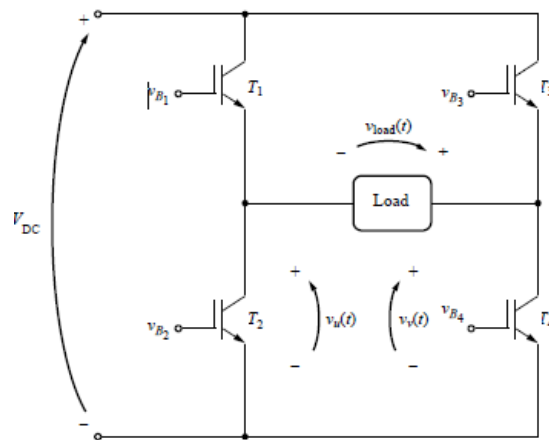 +
v_B1
T_1
v_B3
v_load(t)
− +
Load
V_DC
+ +
v_B2
T_2
v_u(t)
v_v(t)
v_B4
− −
−